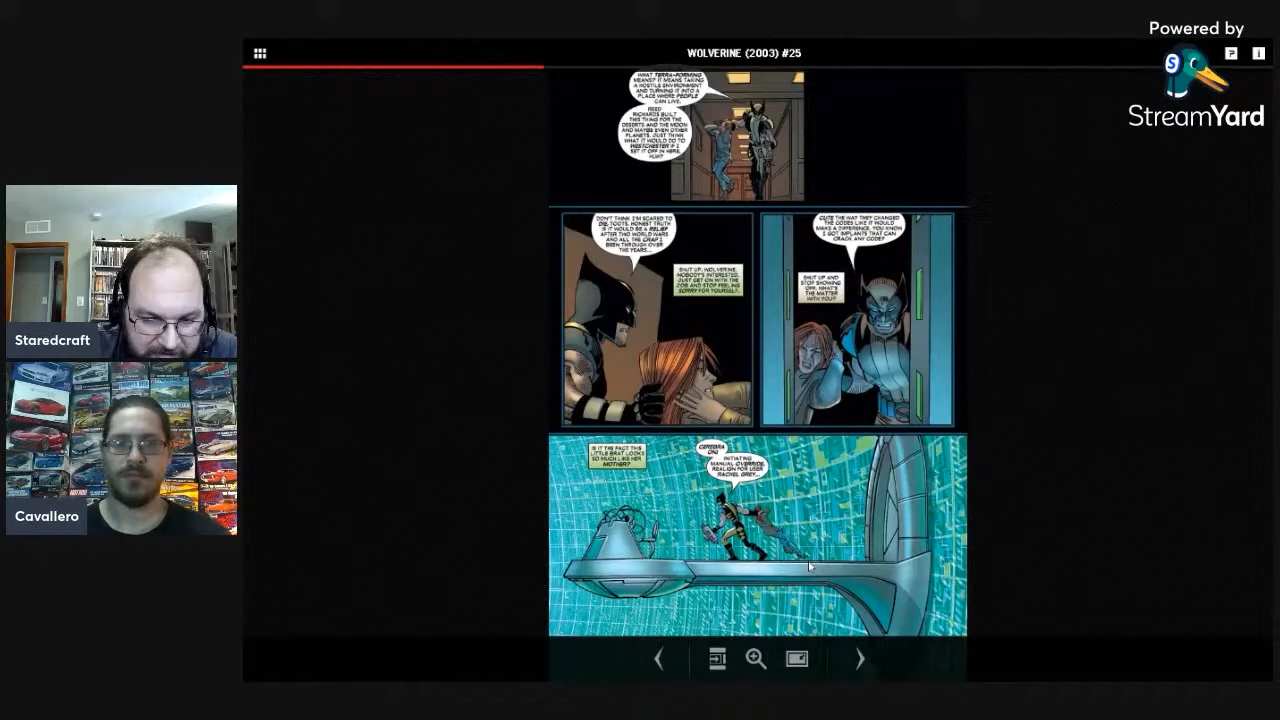 Powered by
StreamYard
WOLVERINE (2003) #25
WHAT TERRA-FORMING
MEANS? IT MEANS TAKING
A HOSTILE ENVIRONMENT
AND TURNING IT INTO A
PLACE WHERE PEOPLE
CAN LIVE.
REED
RICHARDS BUILT
THIS THING FOR THE
DESERTS AND THE MOON
AND MAYBE EVEN OTHER
PLANETS. JUST THINK
WHAT IT WOULD DO TO
WESTCHESTER IF I
SET IT OFF IN HERE,
HUH?
DON'T THINK I'M SCARED TO
DIE, TOOTS. HONEST TRUTH
IS IT WOULD BE A RELIEF
AFTER TWO WORLD WARS
AND ALL THE CRAP I
BEEN THROUGH OVER
THE YEARS...
SHUT UP, WOLVERINE.
NOBODY'S INTERESTED.
JUST GET ON WITH THE
JOB AND STOP FEELING
SORRY FOR YOURSELF...
CUTE THE WAY THEY CHANGED
THE CODES LIKE IT WOULD
MAKE A DIFFERENCE. YOU KNOW
I GOT IMPLANTS THAT CAN
CRACK ANY CODE?
SHUT UP AND
STOP SHOWING
OFF. WHAT'S
THE MATTER
WITH YOU?
IS IT THE FACT THIS
LITTLE BRAT LOOKS
SO MUCH LIKE HER
MOTHER?
CEREBRA
ON!
INITIATING
MANUAL OVERRIDE.
REALIGN FOR USER
RACHEL GREY...
Staredcraft
Cavallero